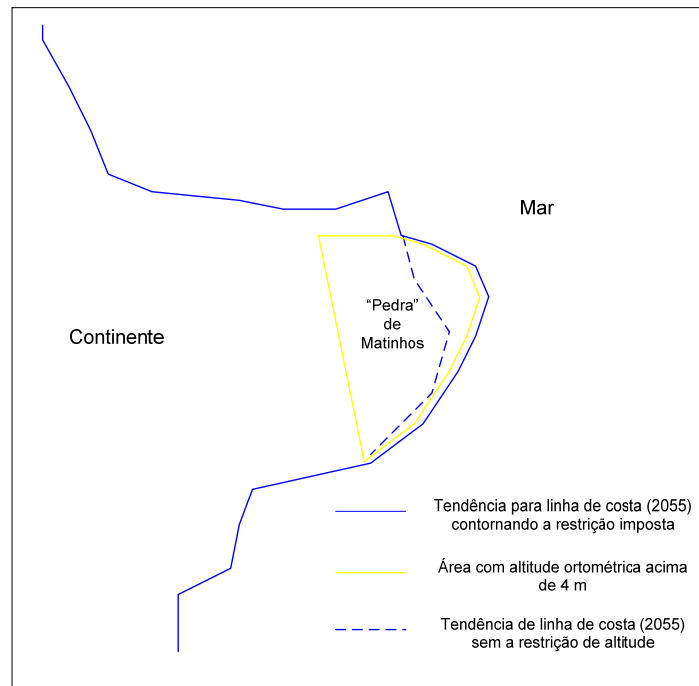 Mar
“Pedra”
de
Matinhos
Continente
Tendência para linha de costa (2055)
contornando a restrição imposta
Área com altitude ortométrica acima
de 4 m
Tendência de linha de costa (2055)
sem a restrição de altitude